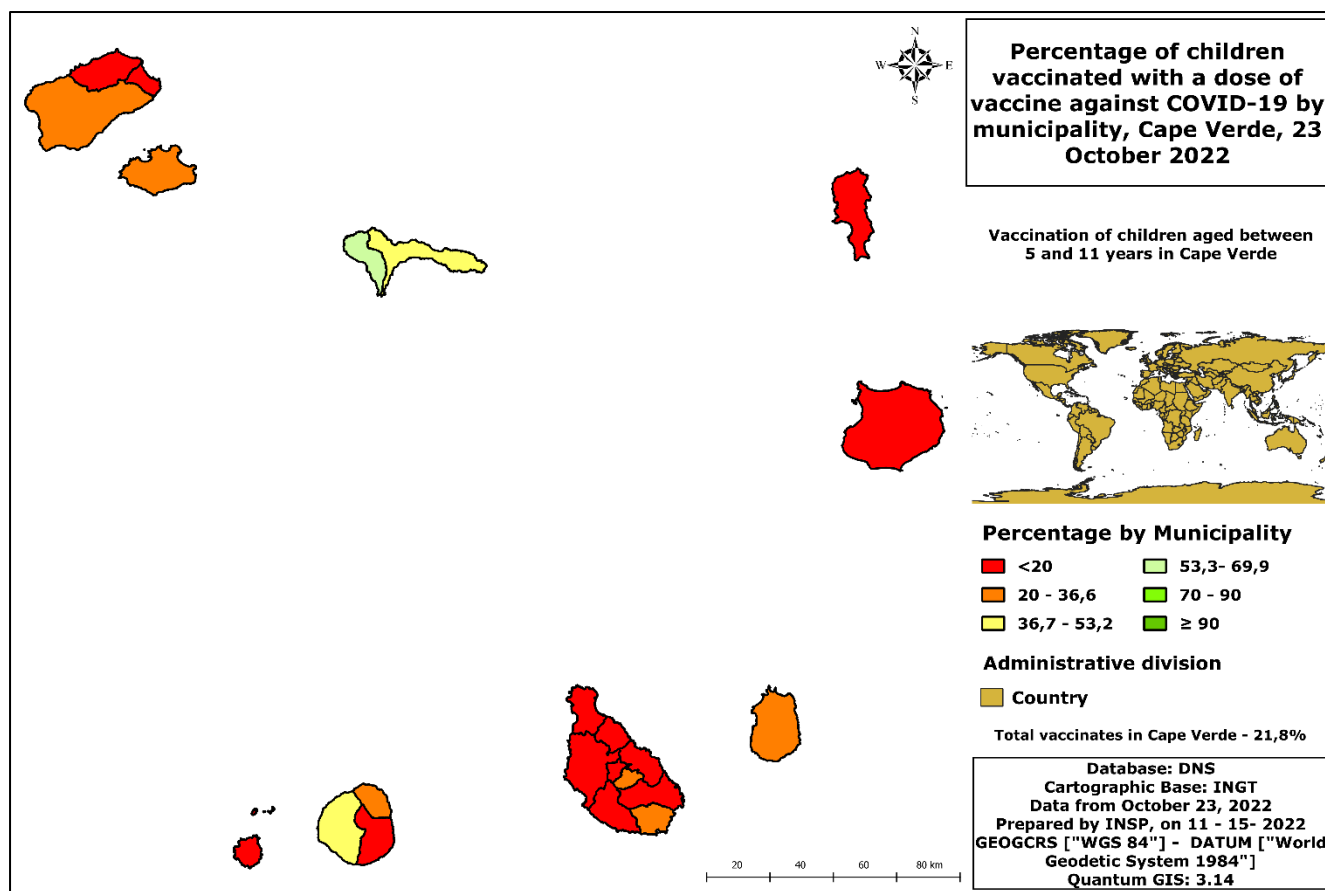 Percentage of children
vaccinated with a dose of
vaccine against COVID-19 by
municipality, Cape Verde, 23
October 2022
N
W E
S
Vaccination of children aged between
5 and 11 years in Cape Verde
Percentage by Municipality
<20 53,3- 69,9
20 - 36,6 70 - 90
36,7 - 53,2 ≥ 90
Administrative division
Country
Total vaccinates in Cape Verde - 21,8%
Database: DNS
Cartographic Base: INGT
Data from October 23, 2022
Prepared by INSP, on 11 - 15- 2022
GEOGCRS ["WGS 84"] - DATUM ["World
Geodetic System 1984"]
Quantum GIS: 3.14
20 40 60 80 km